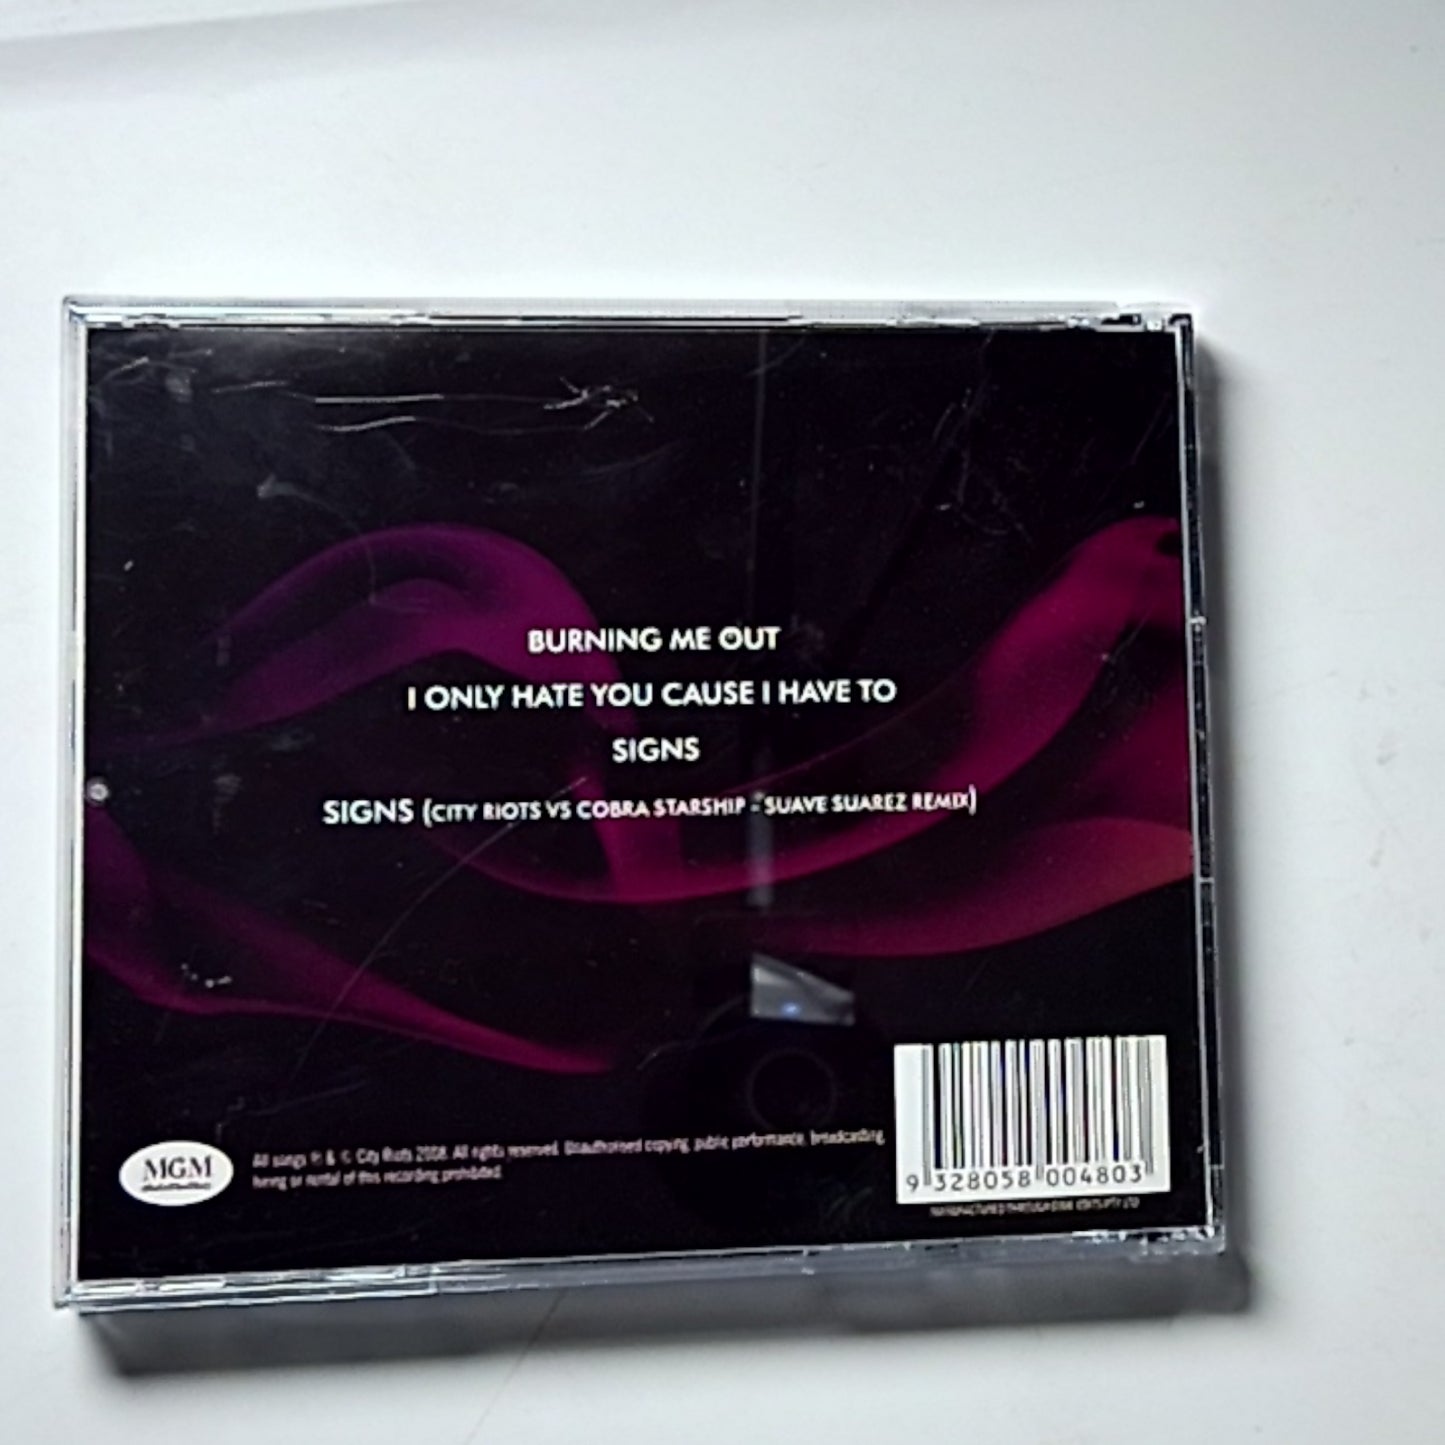 BURNING ME OUT
I ONLY HATE YOU CAUSE I HAVE TO
SIGNS
SIGNS (CITY RIOTS VS COBRA STARSHIP - SUAVE SUAREZ REMIX)
MGM
All songs ℗ & © City Riots 2008. All rights reserved. Unauthorised copying, public performance, broadcasting,
hiring or rental of this recording prohibited.
9 328058 004803